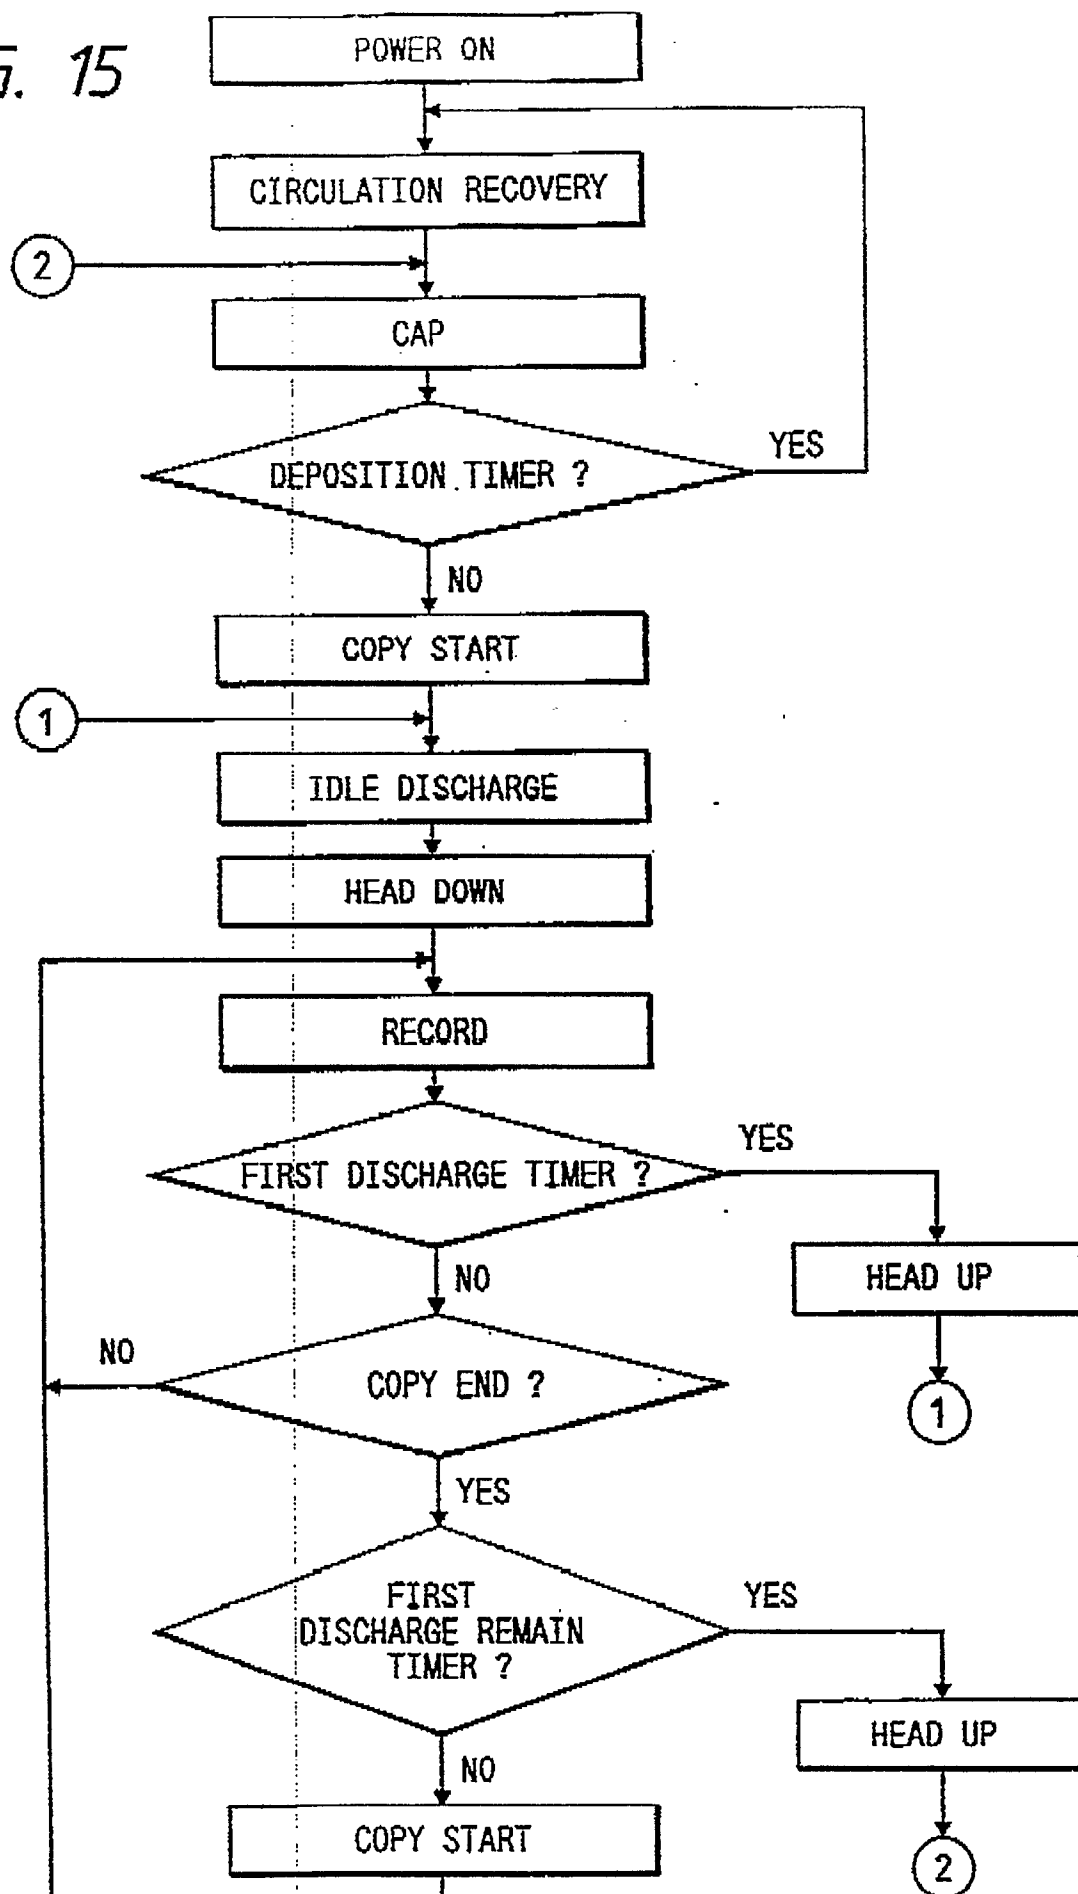 G. 15
POWER ON
CIRCULATION RECOVERY
2
CAP
DEPOSITION TIMER ?
YES
NO
COPY START
1
IDLE DISCHARGE
HEAD DOWN
RECORD
FIRST DISCHARGE TIMER ?
YES
HEAD UP
1
NO
COPY END ?
NO
YES
FIRST
DISCHARGE REMAIN
TIMER ?
YES
HEAD UP
2
NO
COPY START